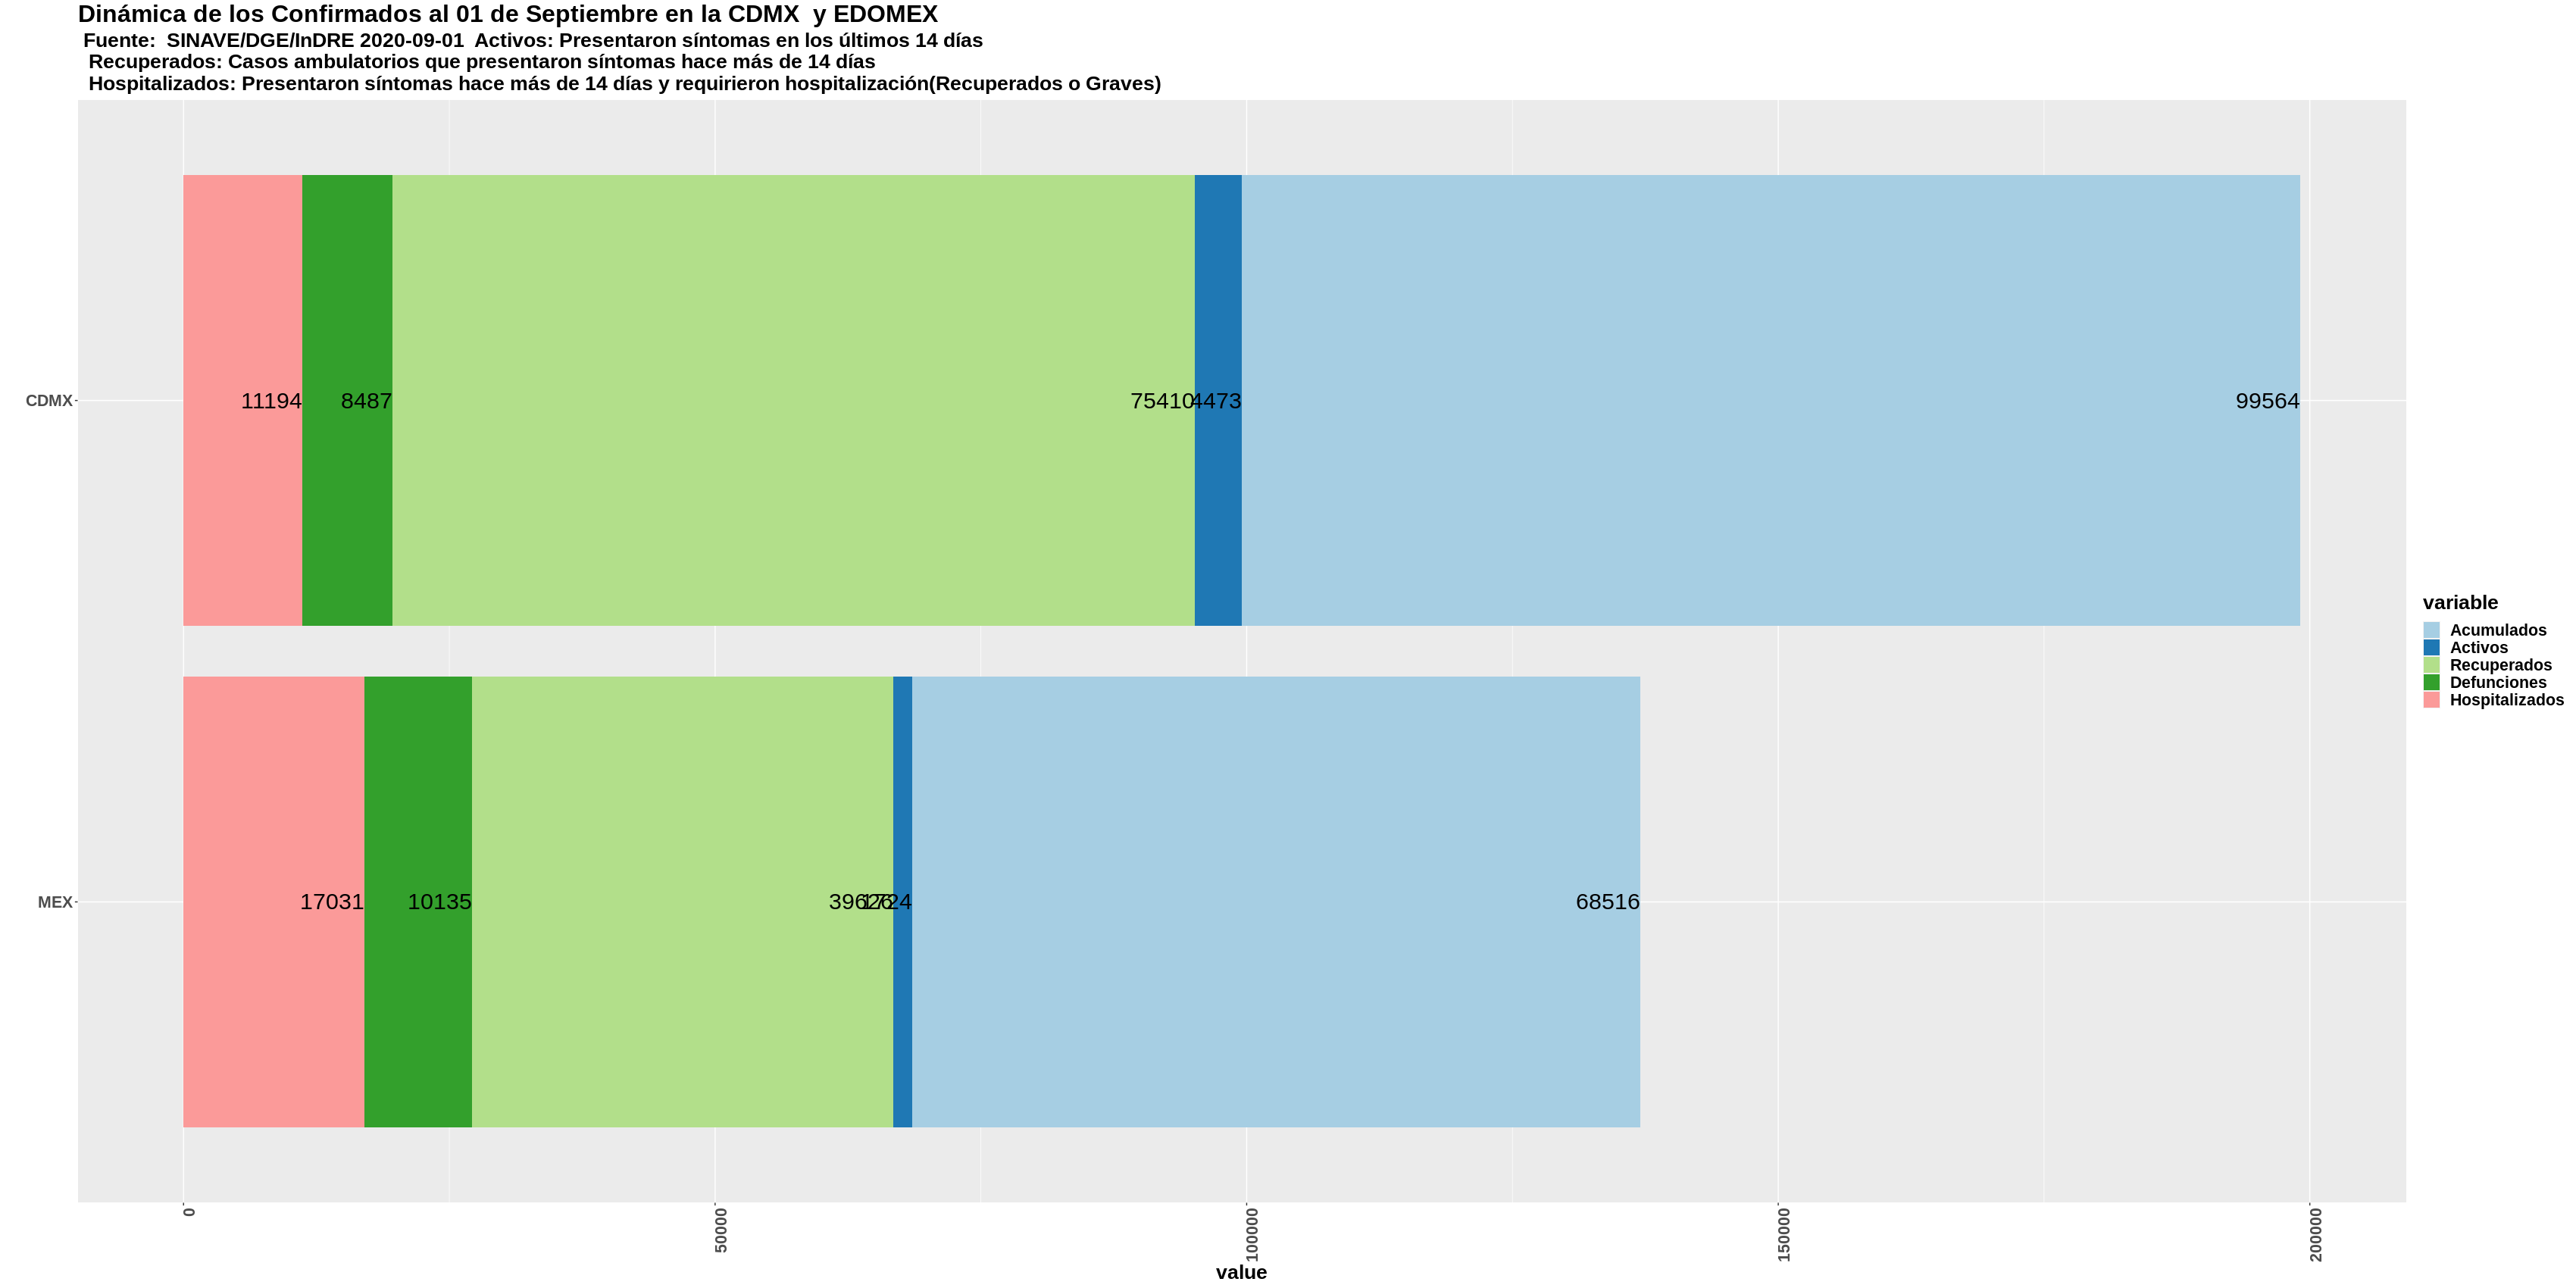 Dinámica de los Confirmados al 01 de Septiembre en la CDMX  y EDOMEX
Fuente:  SINAVE/DGE/InDRE 2020-09-01  Activos: Presentaron síntomas en los últimos 14 días
Recuperados: Casos ambulatorios que presentaron síntomas hace más de 14 días
Hospitalizados: Presentaron síntomas hace más de 14 días y requirieron hospitalización(Recuperados o Graves)
CDMX
11194 8487 75410 4473 99564
MEX
17031 10135 39626 1724 68516
variable
Acumulados
Activos
Recuperados
Defunciones
Hospitalizados
0 50000 100000 150000 200000
value